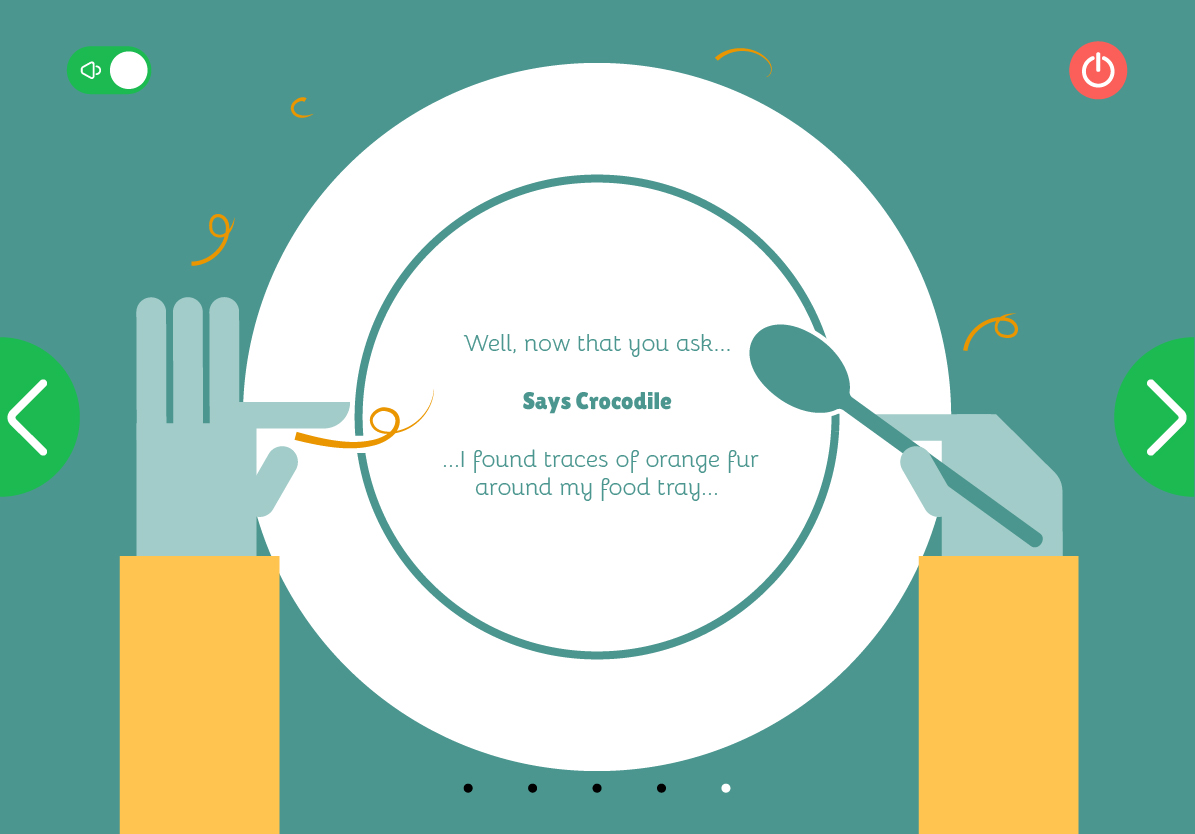 Well, now that you ask...
Says Crocodile
...I found traces of orange fur
around my food tray...